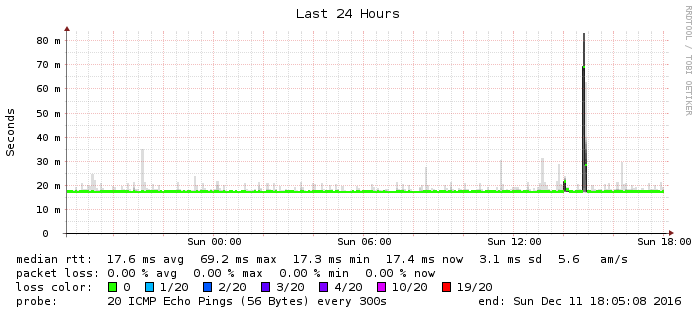 Last 24 Hours
RRDTOOL / TOBI OETIKER
Seconds
80 m
70 m
60 m
50 m
40 m
30 m
20 m
10 m
0
Sun 00:00 Sun 06:00 Sun 12:00 Sun 18:00
median rtt: 17.6 ms avg 69.2 ms max 17.3 ms min 17.4 ms now 3.1 ms sd 5.6 am/s
packet loss: 0.00 % avg 0.00 % max 0.00 % min 0.00 % now
loss color: 0 1/20 2/20 3/20 4/20 10/20 19/20
probe: 20 ICMP Echo Pings (56 Bytes) every 300s end: Sun Dec 11 18:05:08 2016